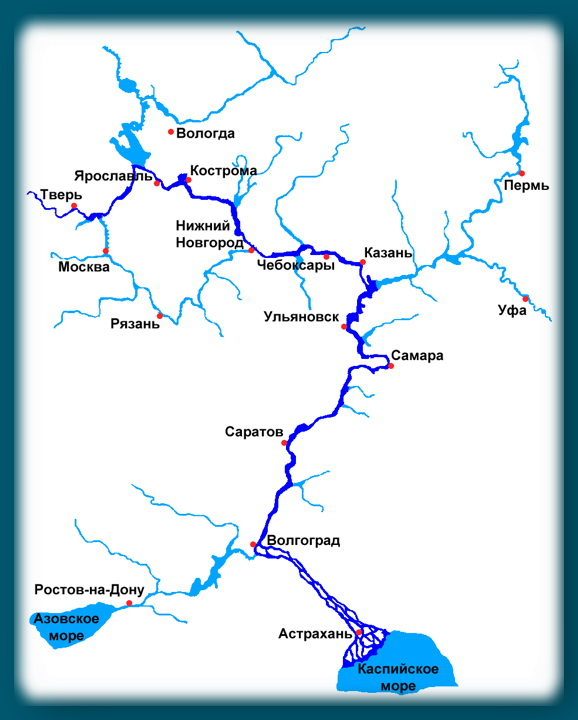 Вологда
Ярославль
Кострома
Тверь
Пермь
Нижний
Новгород
Москва
Чебоксары
Казань
Рязань
Ульяновск
Уфа
Самара
Саратов
Волгоград
Ростов-на-Дону
Азовское
море
Астрахань
Каспийское
море